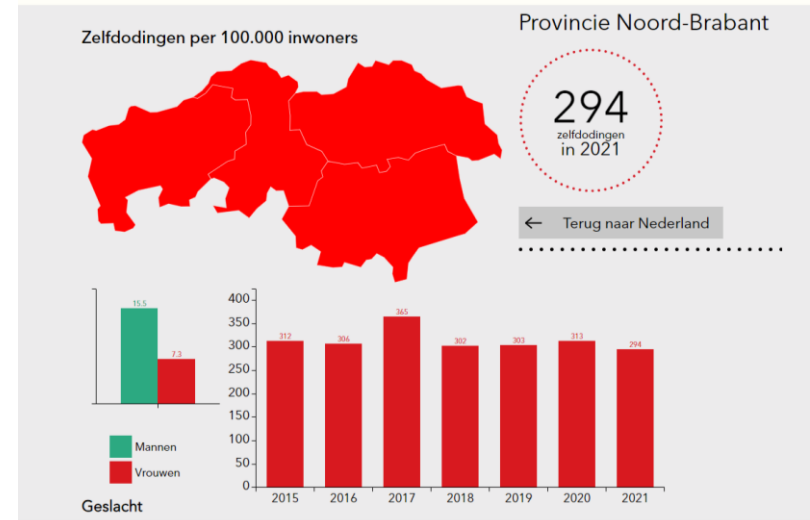 Zelfdodingen per 100.000 inwoners
Provincie Noord-Brabant
294
zelfdodingen
in 2021
← Terug naar Nederland
15.5
7.3
Mannen
Vrouwen
Geslacht
400
350
300
250
200
150
100
50
0
312
306
365
302
303
313
294
2015 2016 2017 2018 2019 2020 2021